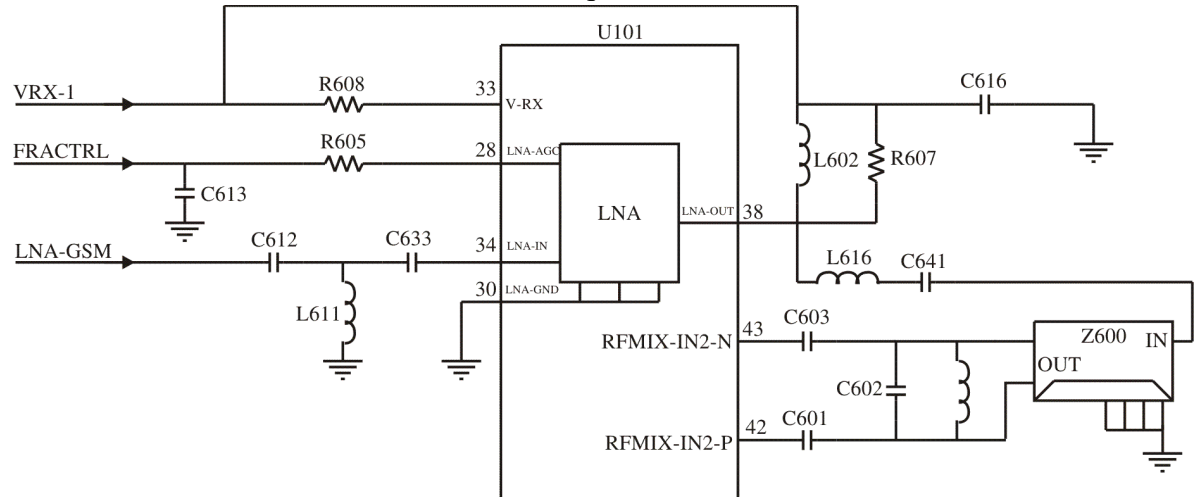 U101
VRX-1
R608
33
V-RX
C616
FRACTRL
R605
28
LNA-AGC
L602
R607
C613
LNA
LNA-OUT
38
LNA-GSM
C612
C633
34
LNA-IN
L616
C641
30
LNA-GND
L611
RFMIX-IN2-N
43
C603
Z600
IN
OUT
C602
RFMIX-IN2-P
42
C601